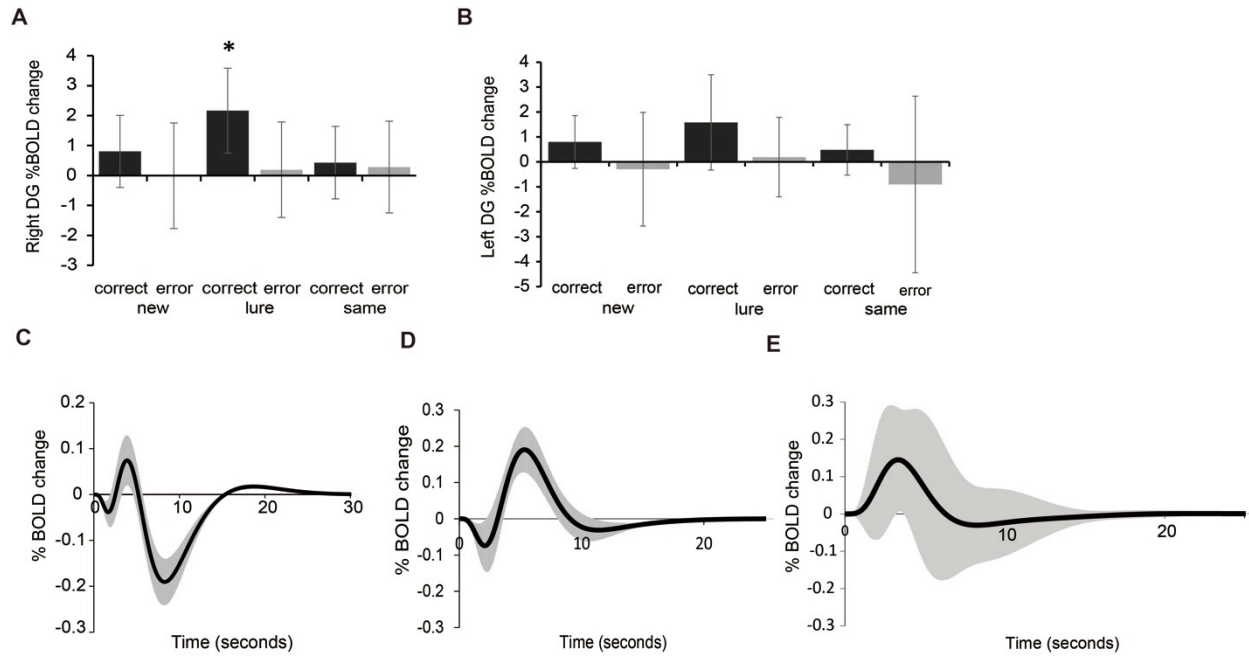 A
B
*
Right DG %BOLD change
4
3
2
1
0
-1
-2
-3
correct error correct error correct error
new lure same
Left DG %BOLD change
4
3
2
1
0
-1
-2
-3
-4
-5
correct error correct error correct error
new lure same
C
D
E
% BOLD change
0.2
0.1
0
-0.1
-0.2
-0.3
0 10 20 30
Time (seconds)
% BOLD change
0.3
0.2
0.1
0
-0.1
-0.2
-0.3
0 10 20
Time (seconds)
% BOLD change
0.3
0.2
0.1
0
-0.1
-0.2
-0.3
0 10 20
Time (seconds)